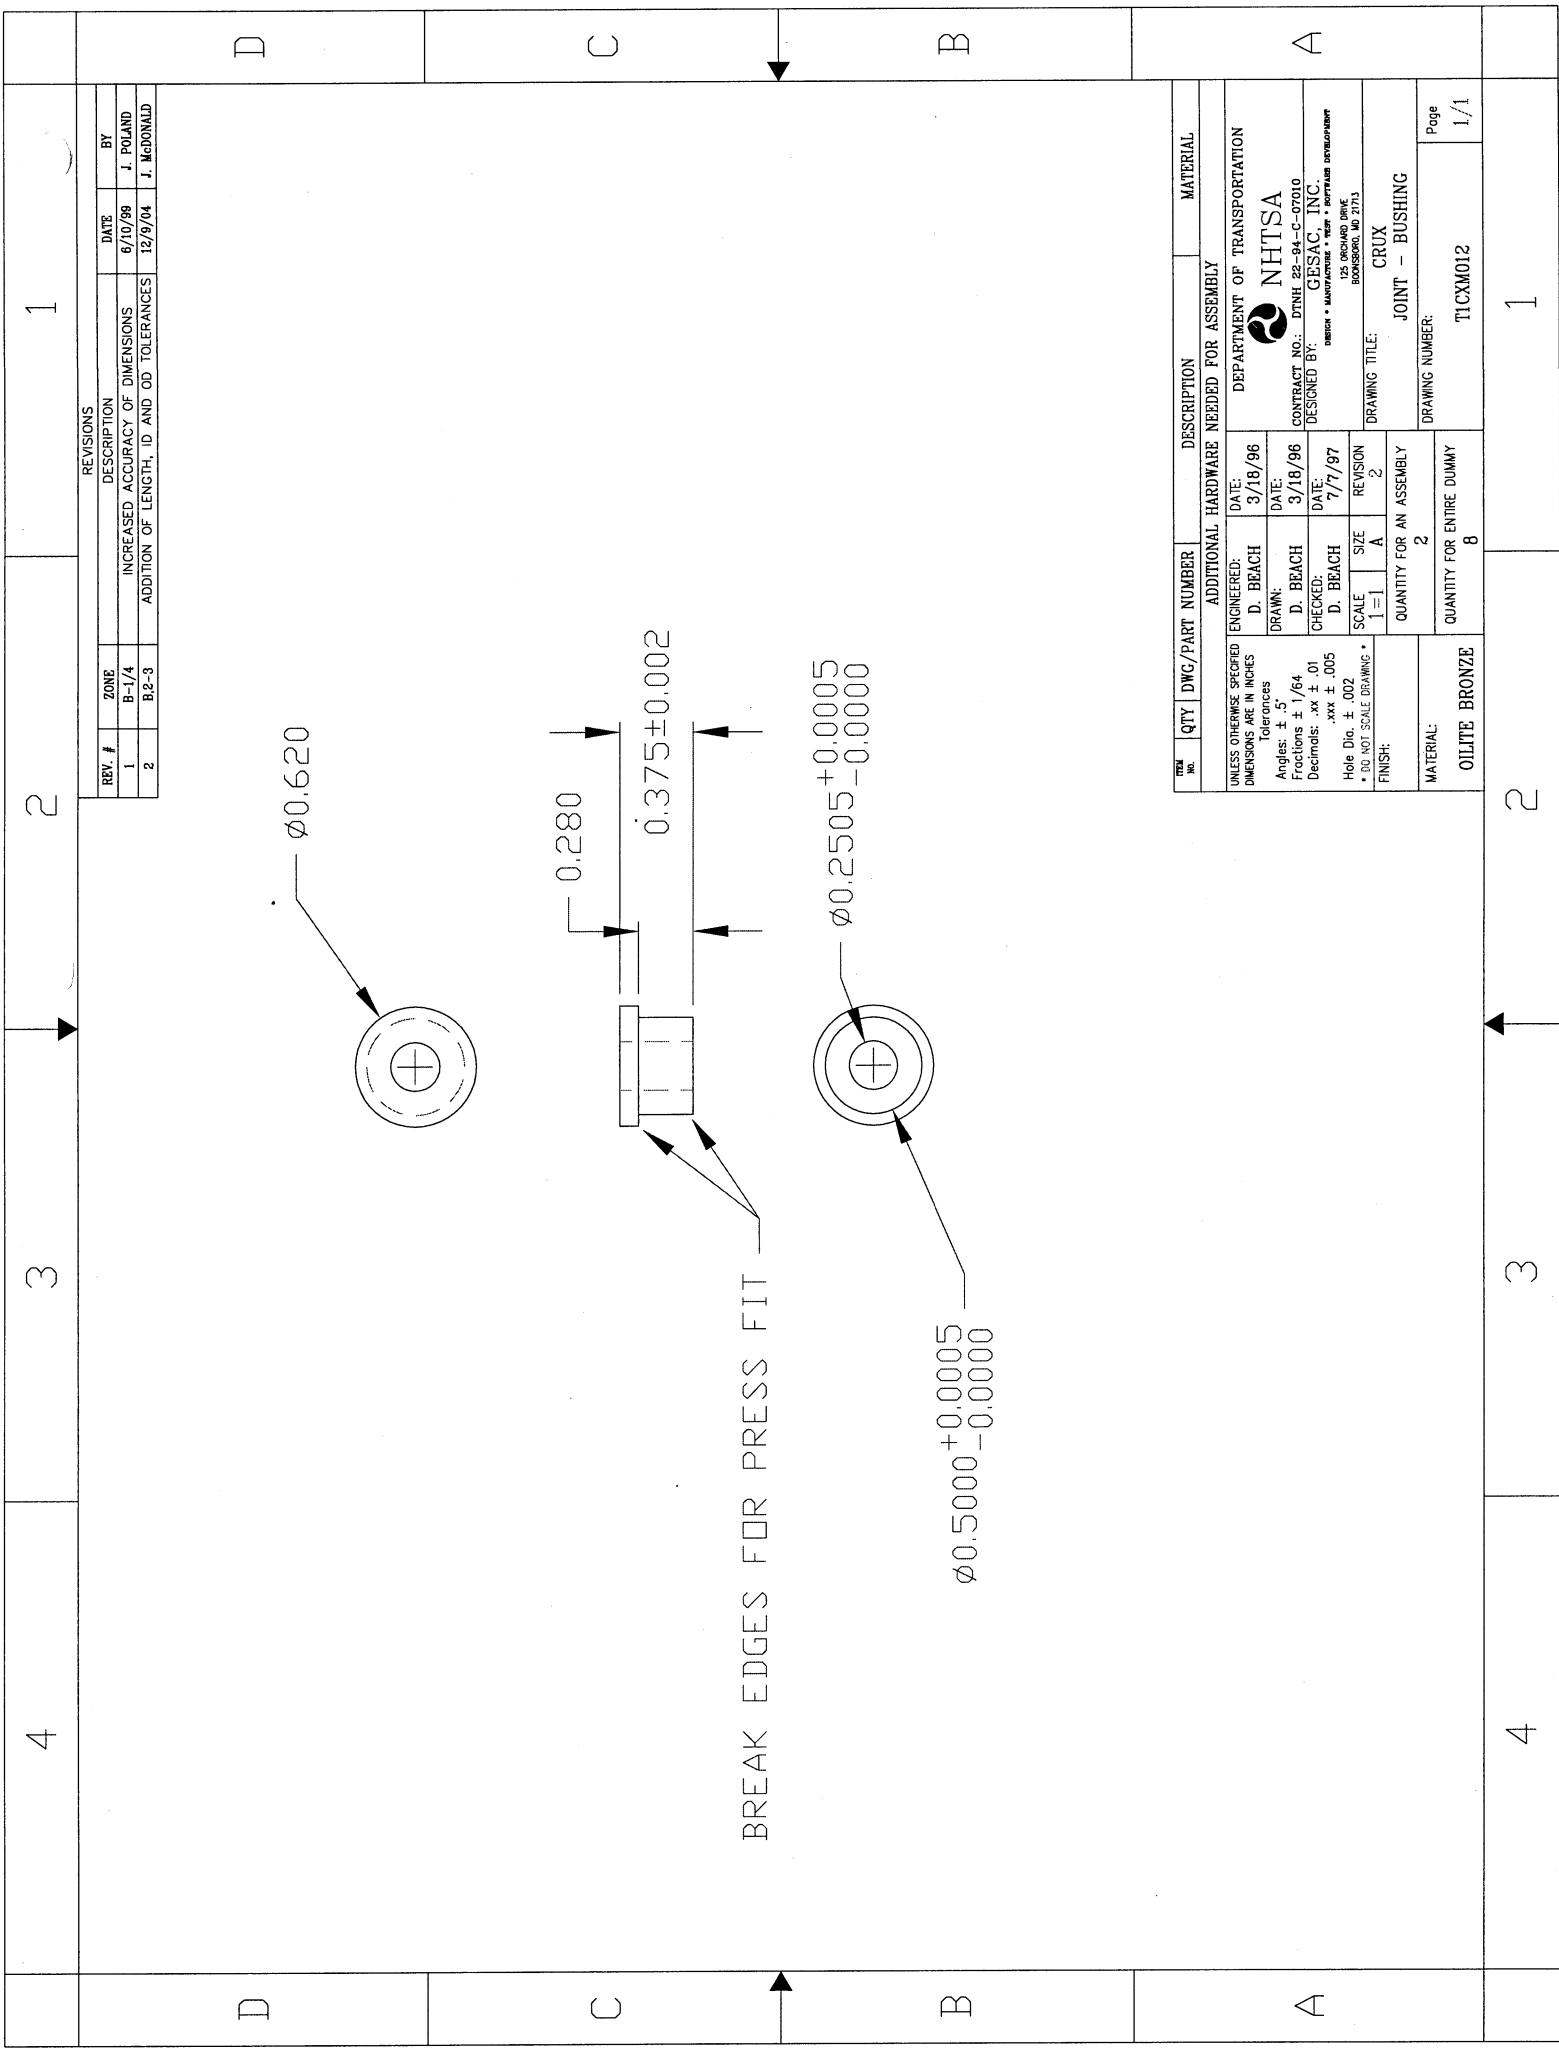 4 3 2 1
D
C
B
A
REVISIONS
REV. # ZONE DESCRIPTION DATE BY
1 B-1/4 INCREASED ACCURACY OF DIMENSIONS 6/10/99 J. POLAND
2 B,2-3 ADDITION OF LENGTH, ID AND OD TOLERANCES 12/9/04 J. McDONALD
Ø0.620
0.280
0.375±0.002
BREAK EDGES FOR PRESS FIT
Ø0.2505 +0.0005
-0.0000
Ø0.5000 +0.0005
-0.0000
ITEM NO. QTY DWG/PART NUMBER DESCRIPTION MATERIAL
ADDITIONAL HARDWARE NEEDED FOR ASSEMBLY
UNLESS OTHERWISE SPECIFIED
DIMENSIONS ARE IN INCHES
Tolerances
Angles: ± .5°
Fractions ± 1/64
Decimals: .xx ± .01
.xxx ± .005
Hole Dia. ± .002
* DO NOT SCALE DRAWING *
FINISH:
MATERIAL:
OILITE BRONZE
ENGINEERED:
D. BEACH
DATE:
3/18/96
DRAWN:
D. BEACH
DATE:
3/18/96
CHECKED:
D. BEACH
DATE:
7/7/97
SCALE
1=1
SIZE
A
REVISION
2
QUANTITY FOR AN ASSEMBLY
2
QUANTITY FOR ENTIRE DUMMY
8
DEPARTMENT OF TRANSPORTATION
NHTSA
CONTRACT NO.: DTNH 22-94-C-07010
DESIGNED BY: GESAC, INC.
DESIGN * MANUFACTURE * TEST * SOFTWARE DEVELOPMENT
125 ORCHARD DRIVE
BOONSBORO, MD 21713
DRAWING TITLE:
CRUX
JOINT - BUSHING
DRAWING NUMBER:
T1CXM012
Page
1/1
D
C
B
A
4 3 2 1